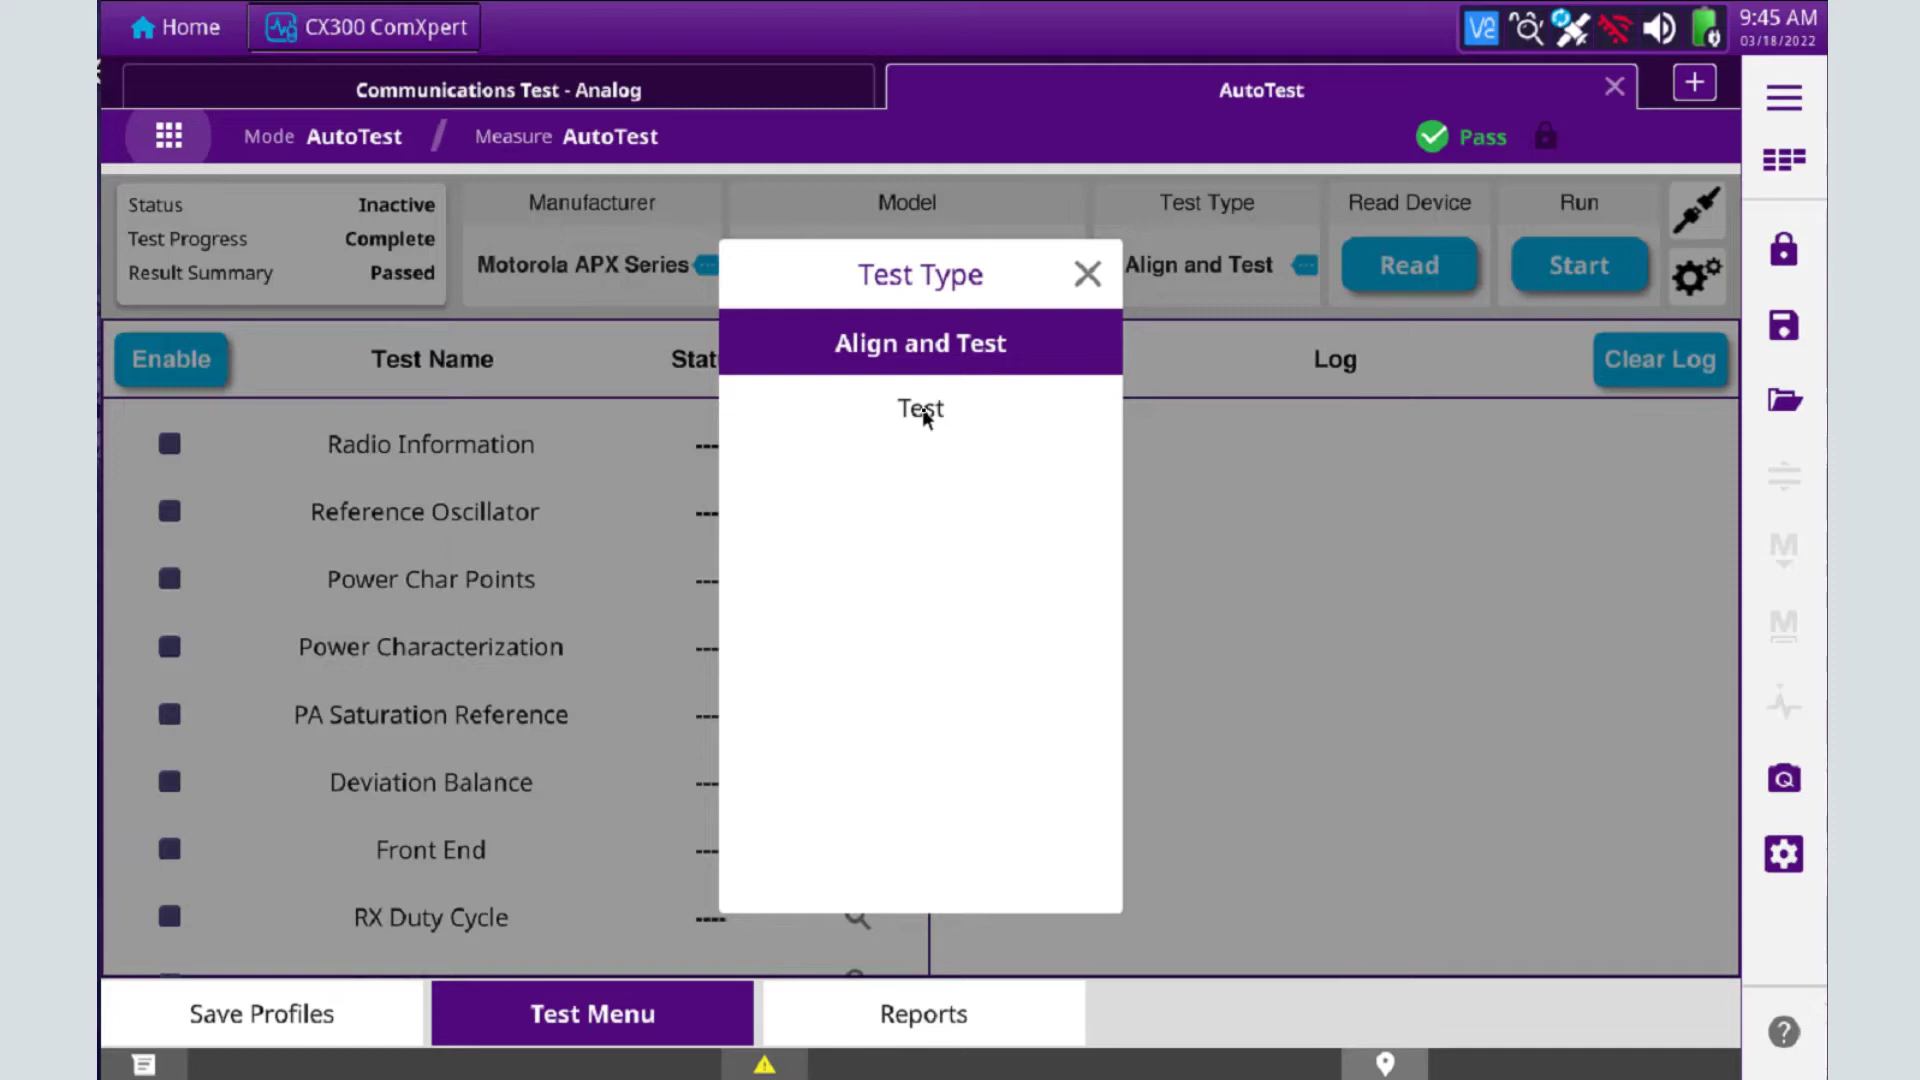 Home
CX300 ComXpert
V2
9:45 AM
03/18/2022
Communications Test - Analog
AutoTest
Mode AutoTest / Measure AutoTest
Pass
Status Inactive
Test Progress Complete
Result Summary Passed
Manufacturer
Motorola APX Series
Model
Test Type
Align and Test
Read Device
Read
Run
Start
Test Type
Align and Test
Test
Enable
Test Name
Stat
Log
Clear Log
Radio Information ---
Reference Oscillator ---
Power Char Points ---
Power Characterization ---
PA Saturation Reference ---
Deviation Balance ---
Front End ---
RX Duty Cycle ----
M
M
Q
?
Save Profiles
Test Menu
Reports